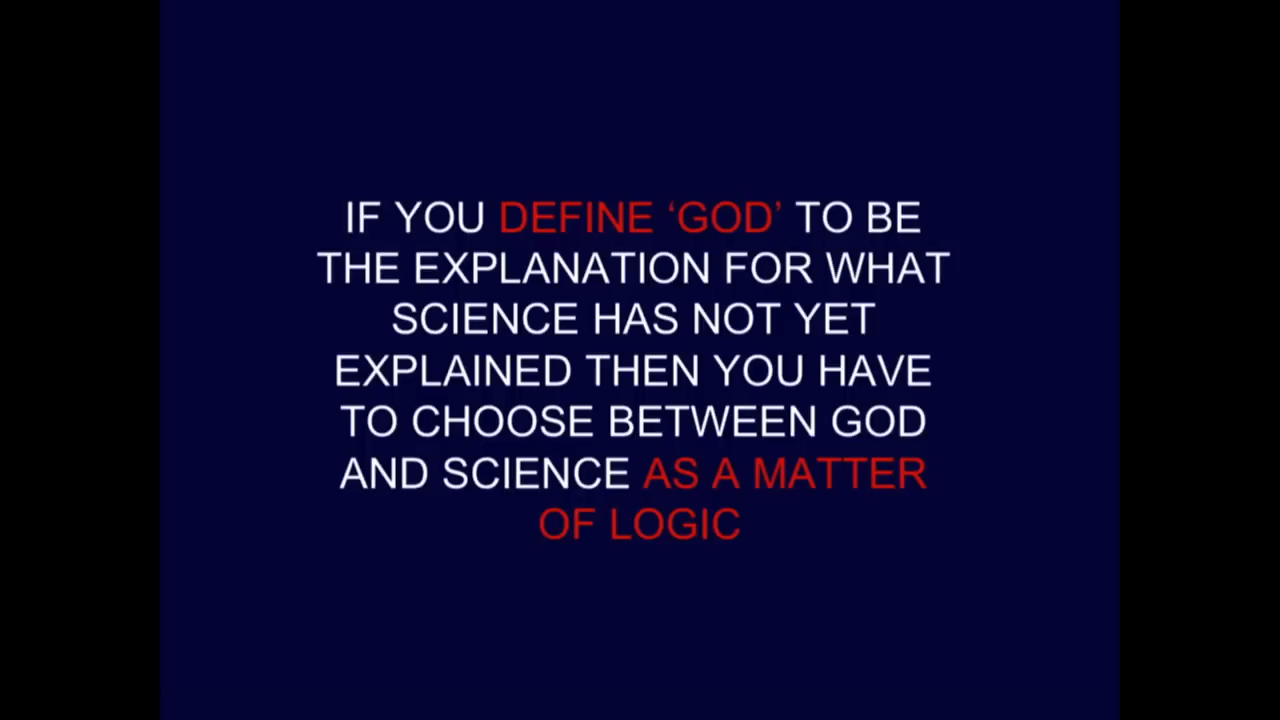 IF YOU DEFINE ‘GOD’ TO BE
THE EXPLANATION FOR WHAT
SCIENCE HAS NOT YET
EXPLAINED THEN YOU HAVE
TO CHOOSE BETWEEN GOD
AND SCIENCE AS A MATTER
OF LOGIC